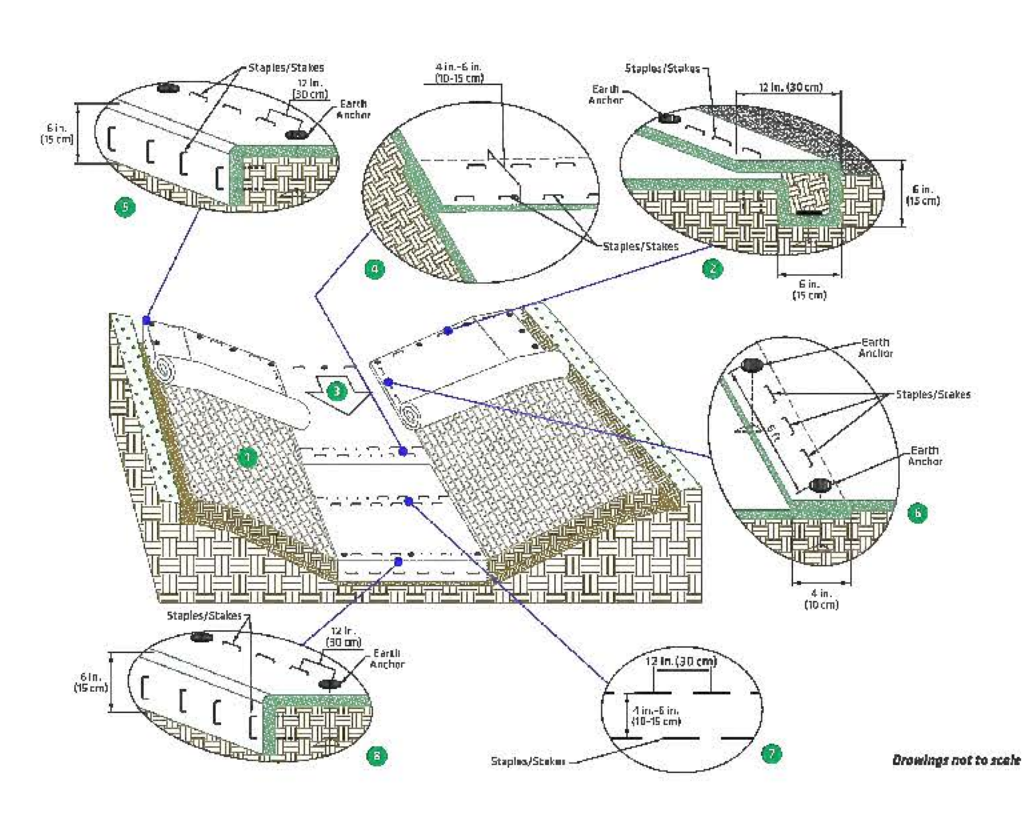 Staples/Stakes
12 in.
(30 cm)
Earth
Anchor
6 in.
(15 cm)
5
4 in.-6 in.
(10-15 cm)
Staples/Stakes
4
Staples/Stakes
Earth
Anchor
12 in. (30 cm)
6 in.
(15 cm)
6 in.
(15 cm)
2
3
1
Earth
Anchor
Staples/Stakes
6 ft
Earth
Anchor
4 in.
(10 cm)
6
Staples/Stakes
12 in.
(30 cm)
Earth
Anchor
6 in.
(15 cm)
8
12 in. (30 cm)
4 in.-6 in.
(10-15 cm)
Staples/Stakes
7
Drawings not to scale